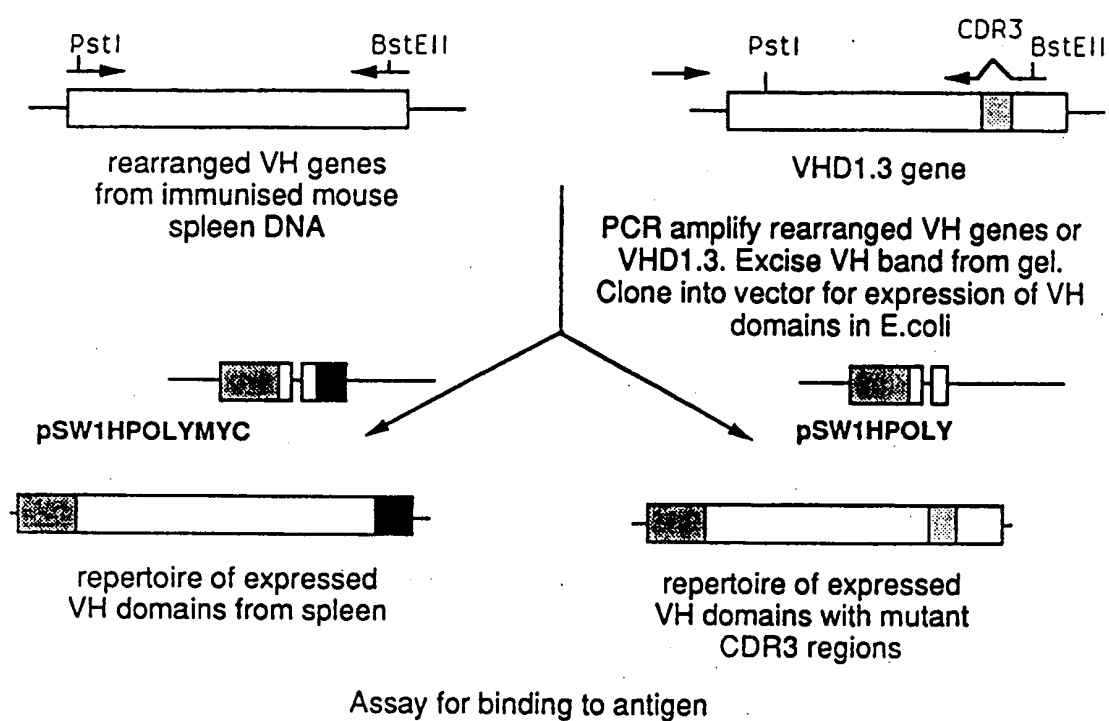 PstI
BstEII
rearranged VH genes
from immunised mouse
spleen DNA
CDR3
PstI
BstEII
VHD1.3 gene
PCR amplify rearranged VH genes or
VHD1.3. Excise VH band from gel.
Clone into vector for expression of VH
domains in E.coli
pSW1HPOLYMYC
pSW1HPOLY
repertoire of expressed
VH domains from spleen
repertoire of expressed
VH domains with mutant
CDR3 regions
Assay for binding to antigen